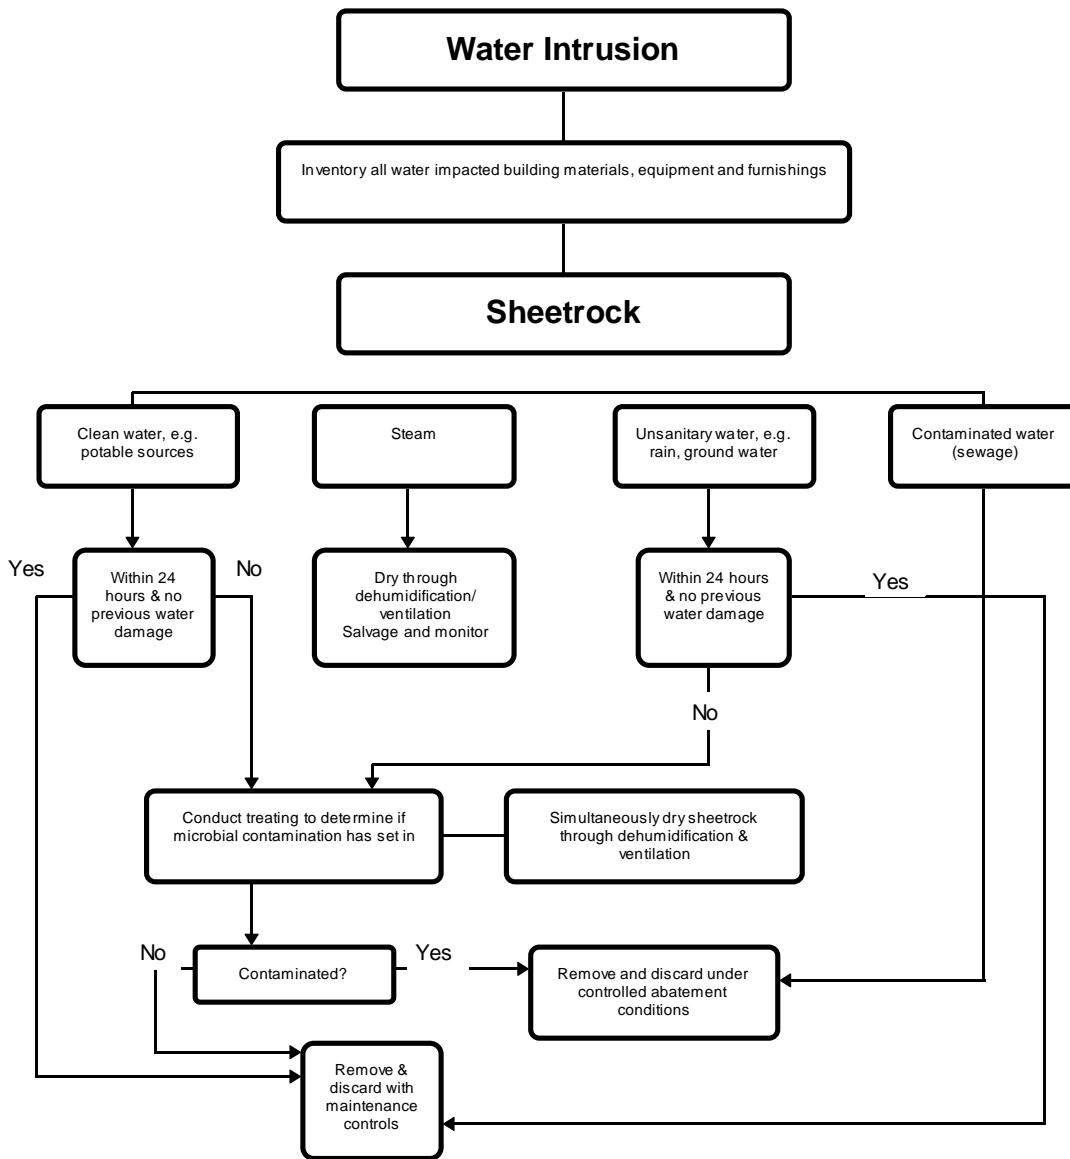 Water Intrusion
Inventory all water impacted building materials, equipment and furnishings
Sheetrock
Clean water, e.g.
potable sources
Steam
Unsanitary water, e.g.
rain, ground water
Contaminated water
(sewage)
Yes
Within 24
hours & no
previous water
damage
No
Dry through
dehumidification/
ventilation
Salvage and monitor
Within 24 hours
& no previous
water damage
Yes
No
Conduct treating to determine if
microbial contamination has set in
Simultaneously dry sheetrock
through dehumidification &
ventilation
No
Contaminated?
Yes
Remove and discard under
controlled abatement
conditions
Remove &
discard with
maintenance
controls